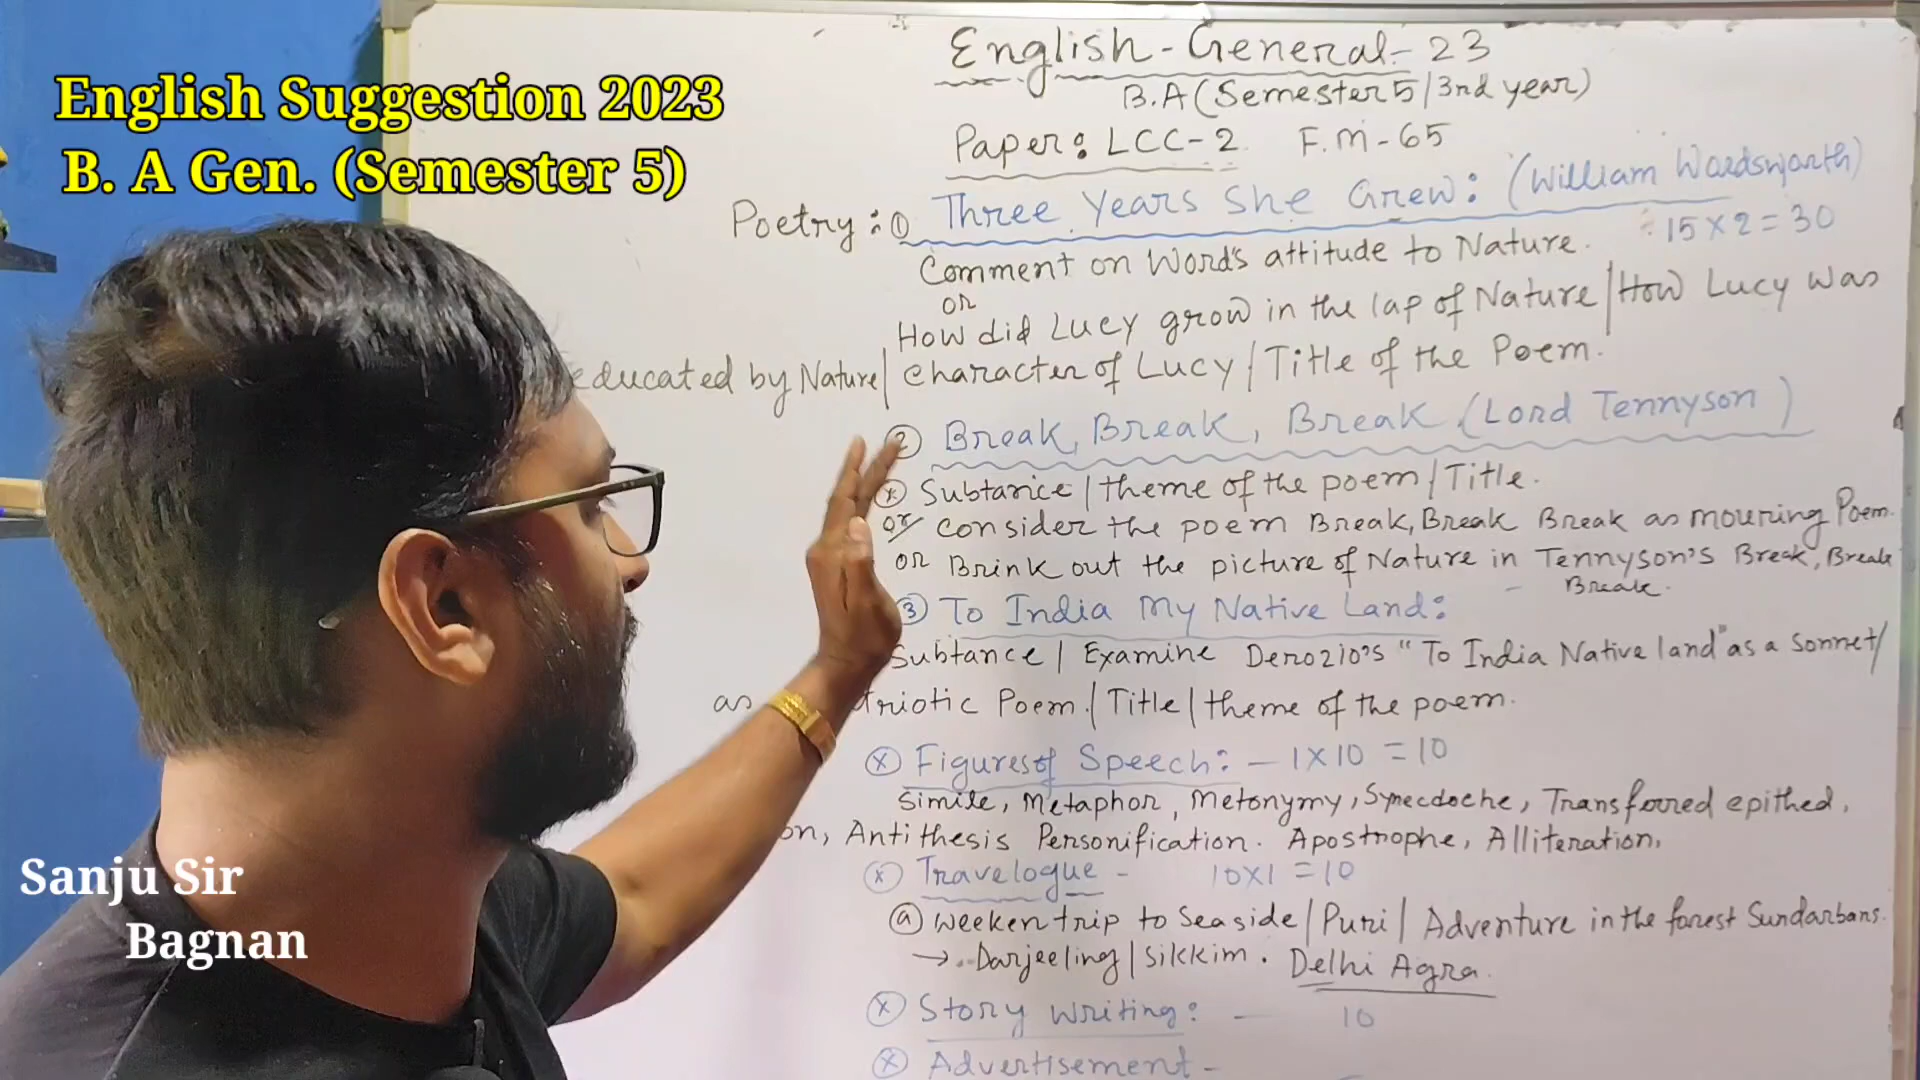 English Suggestion 2023
B. A Gen. (Semester 5)
English - General - 23
B.A (Semester 5 / 3rd year)
Paper: LCC-2 F.M - 65
Poetry: ① Three Years She Grew: (William Wordsworth)
15 x 2 = 30
Comment on Word's attitude to Nature.
or
How did Lucy grow in the lap of Nature / How Lucy was
educated by Nature / Character of Lucy / Title of the Poem.
② Break, Break, Break (Lord Tennyson)
Subtance / theme of the poem / Title.
or consider the poem Break, Break Break as mouring Poem.
or Brink out the picture of Nature in Tennyson's Break, Break
Break.
③ To India My Native Land:
Subtance / Examine Derozio's "To India Native land" as a sonnet /
as triotic Poem. / Title / theme of the poem.
Figures of Speech: - 1 x 10 = 10
Simile, Metaphor, Metonymy, Synecdoche, Transferred epithed,
on, Antithesis Personification. Apostrophe, Alliteration,
Travelogue - 10 x 1 = 10
ⓐ Weeken trip to Sea side / Puri / Adventure in the forest Sundarbans.
→ Darjeeling / Sikkim. Delhi Agra.
Story Writing: - 10
Advertisement -
Sanju Sir
Bagnan